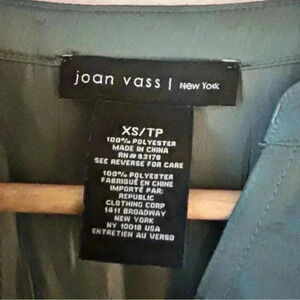 joan vass | New York
XS/TP
100% POLYESTER
MADE IN CHINA
RN# 93178
SEE REVERSE FOR CARE
100% POLYESTER
FABRIQUÉ EN CHINE
IMPORTÉ PAR:
REPUBLIC
CLOTHING CORP
1411 BROADWAY
NEW YORK
NY 10018 USA
ENTRETIEN AU VERSO